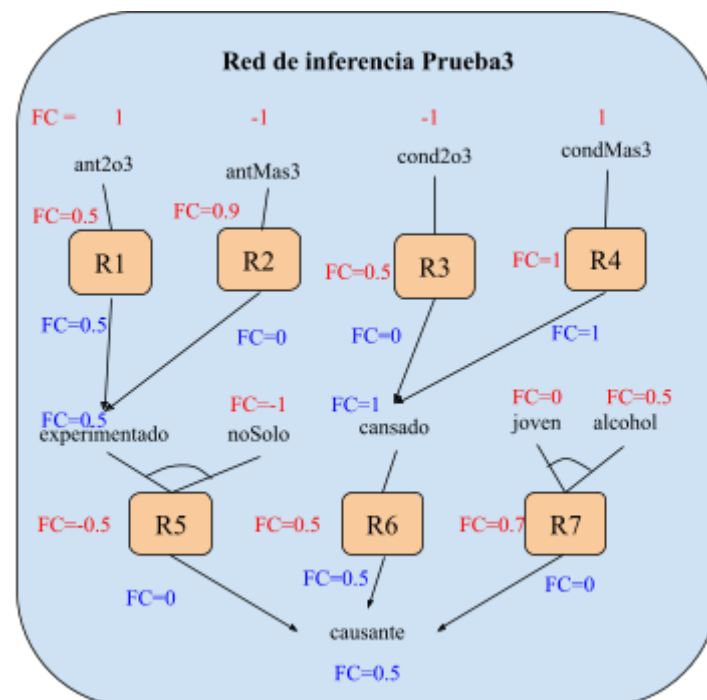 Red de inferencia Prueba3
FC = 1 -1 -1 1
ant2o3 antMas3 cond2o3 condMas3
FC=0.5 FC=0.9
R1 R2 R3 R4
FC=0.5 FC=1
FC=0.5 FC=0 FC=0 FC=1
FC=0.5 FC=-1 FC=1 FC=0 FC=0.5
experimentado noSolo cansado joven alcohol
FC=-0.5 R5 FC=0.5 R6 FC=0.7 R7
FC=0 FC=0.5 FC=0
causante
FC=0.5